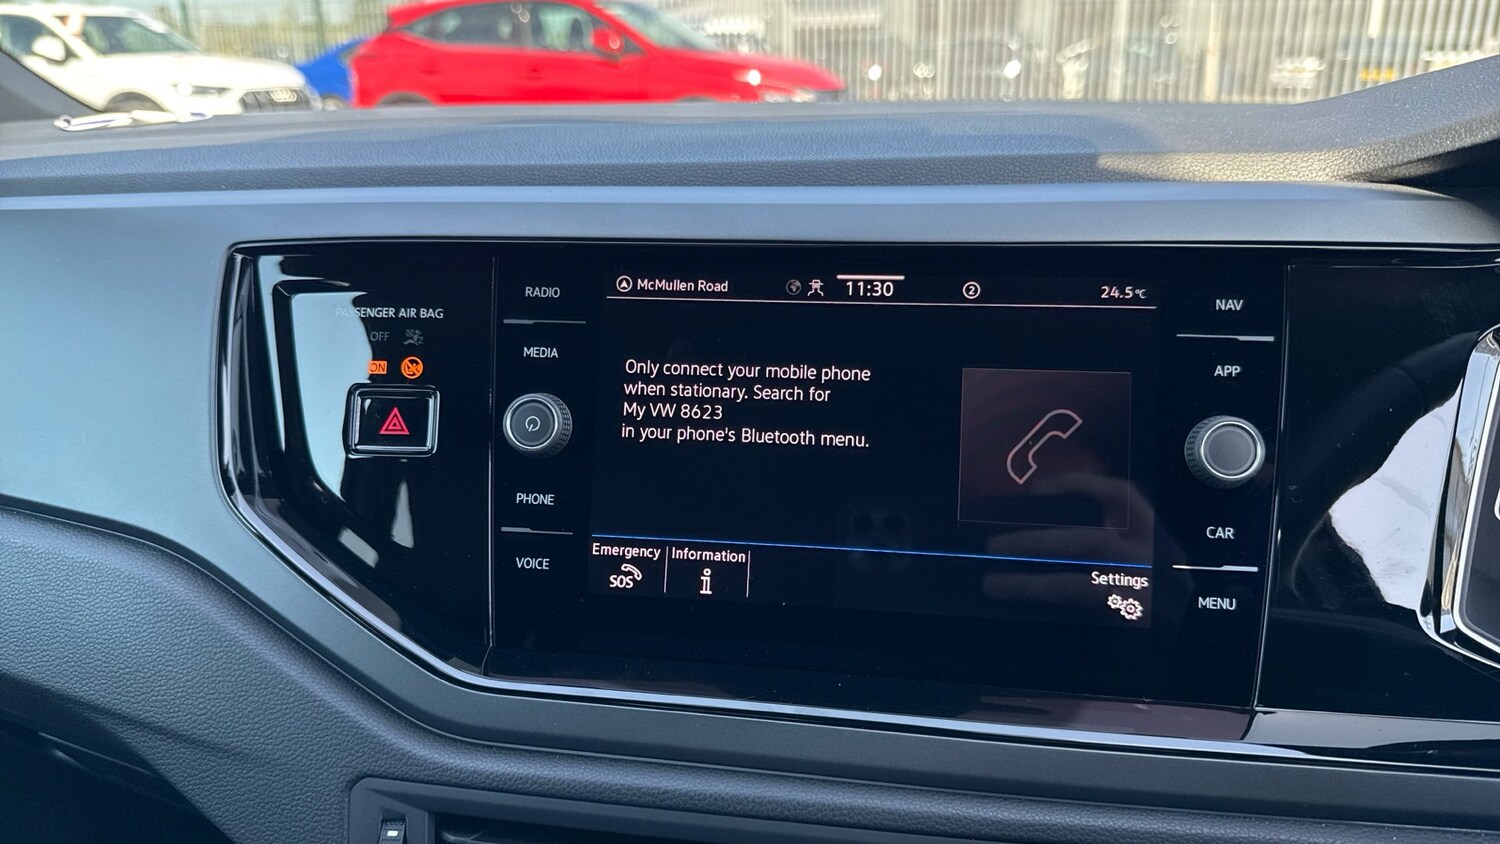 PASSENGER AIR BAG
OFF
ON
RADIO
MEDIA
PHONE
VOICE
McMullen Road
11:30
2
24.5°C
Only connect your mobile phone
when stationary. Search for
My VW 8623
in your phone's Bluetooth menu.
Emergency
SOS
Information
i
Settings
NAV
APP
CAR
MENU